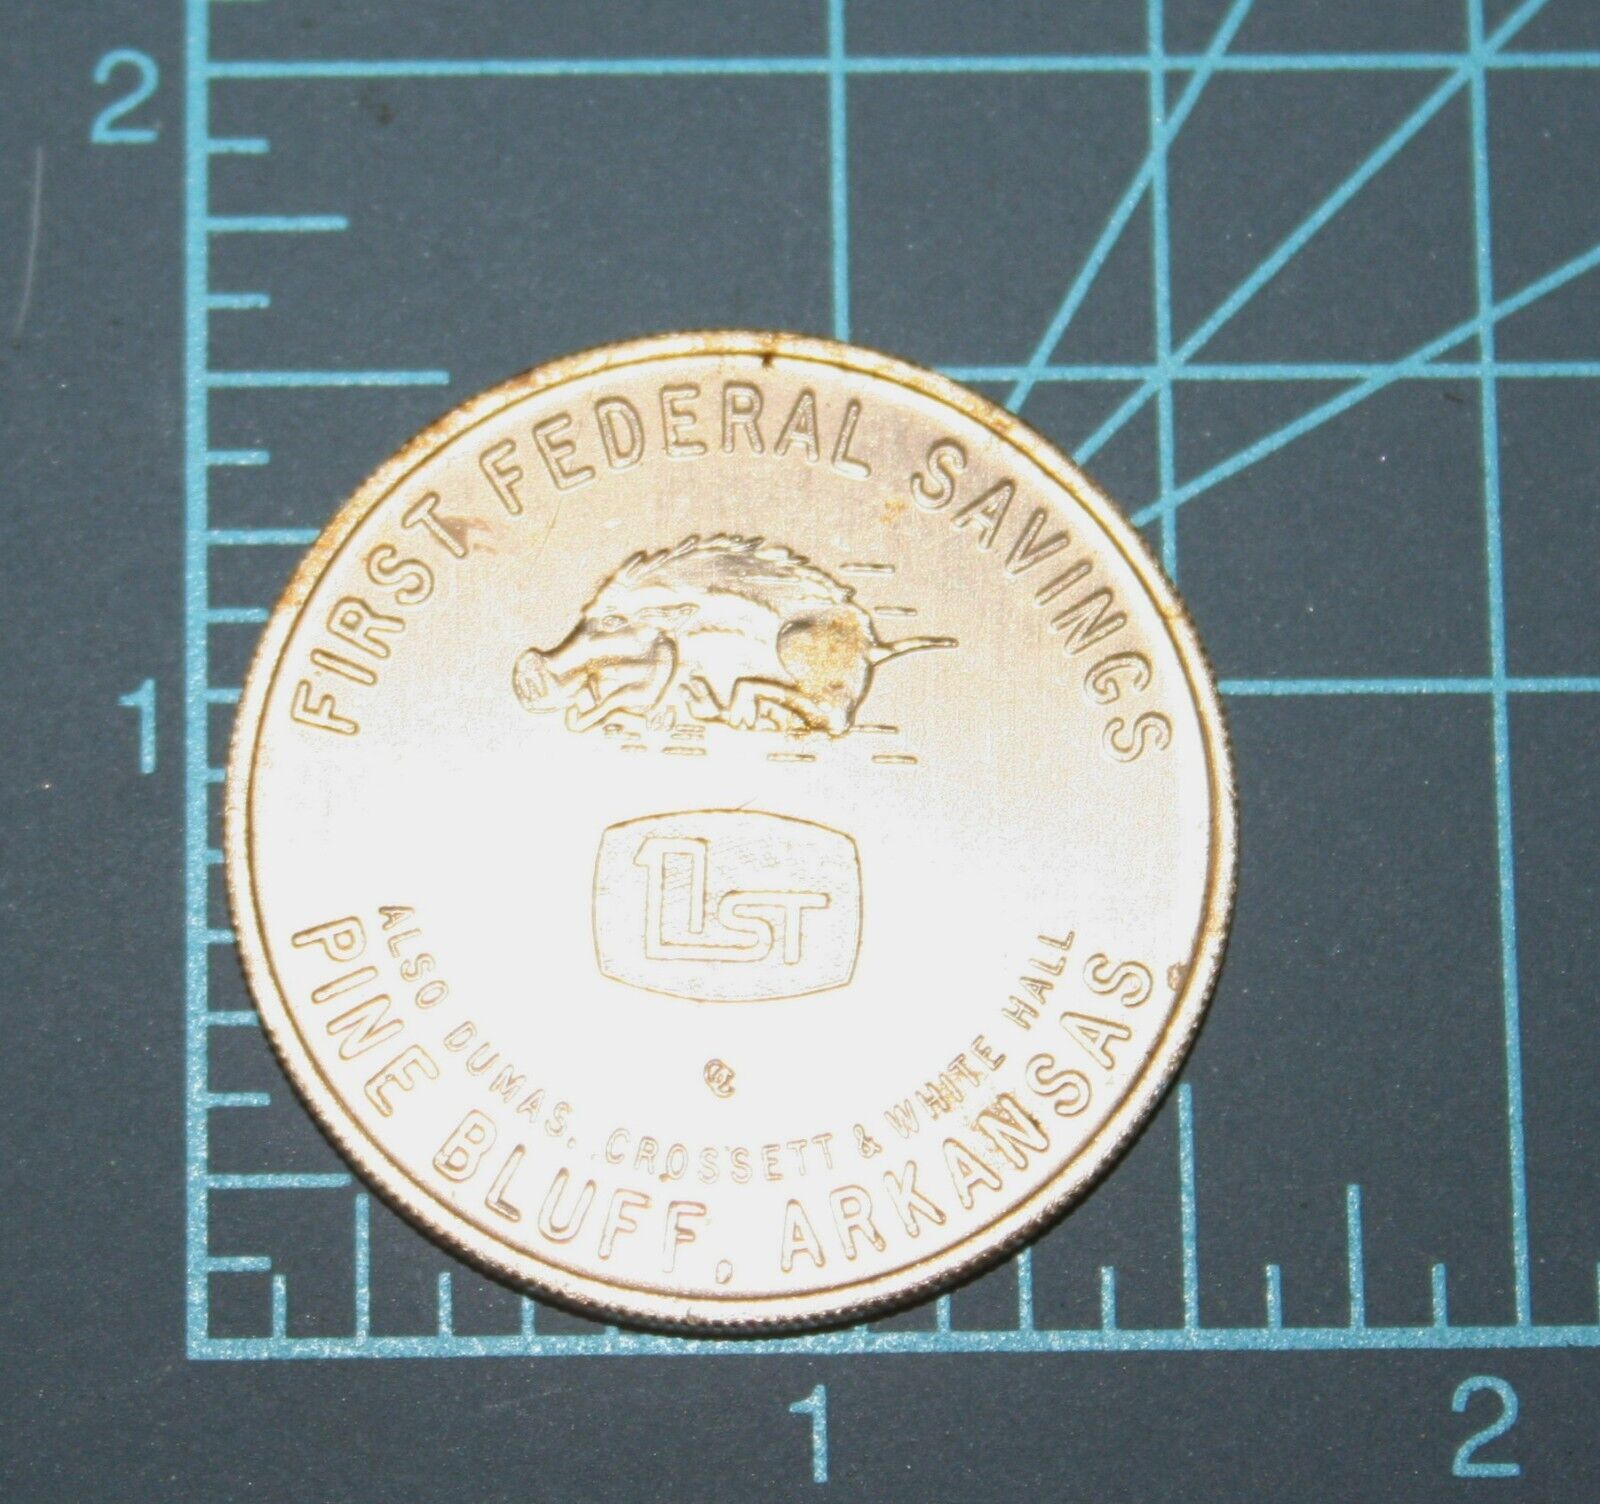 2
FIRST FEDERAL SAVINGS
1
1ST
ALSO DUMAS, CROSSETT & WHITE HALL
PINE BLUFF, ARKANSAS
1
2